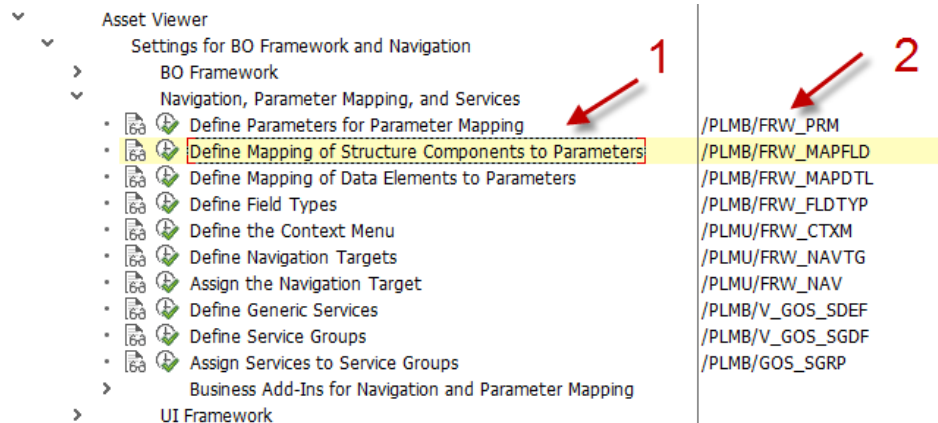 Asset Viewer
Settings for BO Framework and Navigation
1
2
BO Framework
Navigation, Parameter Mapping, and Services
Define Parameters for Parameter Mapping /PLMB/FRW_PRM
Define Mapping of Structure Components to Parameters /PLMB/FRW_MAPFLD
Define Mapping of Data Elements to Parameters /PLMB/FRW_MAPDTL
Define Field Types /PLMB/FRW_FLDTYP
Define the Context Menu /PLMU/FRW_CTXM
Define Navigation Targets /PLMU/FRW_NAVTG
Assign the Navigation Target /PLMU/FRW_NAV
Define Generic Services /PLMB/V_GOS_SDEF
Define Service Groups /PLMB/V_GOS_SGDF
Assign Services to Service Groups /PLMB/GOS_SGRP
Business Add-Ins for Navigation and Parameter Mapping
UI Framework